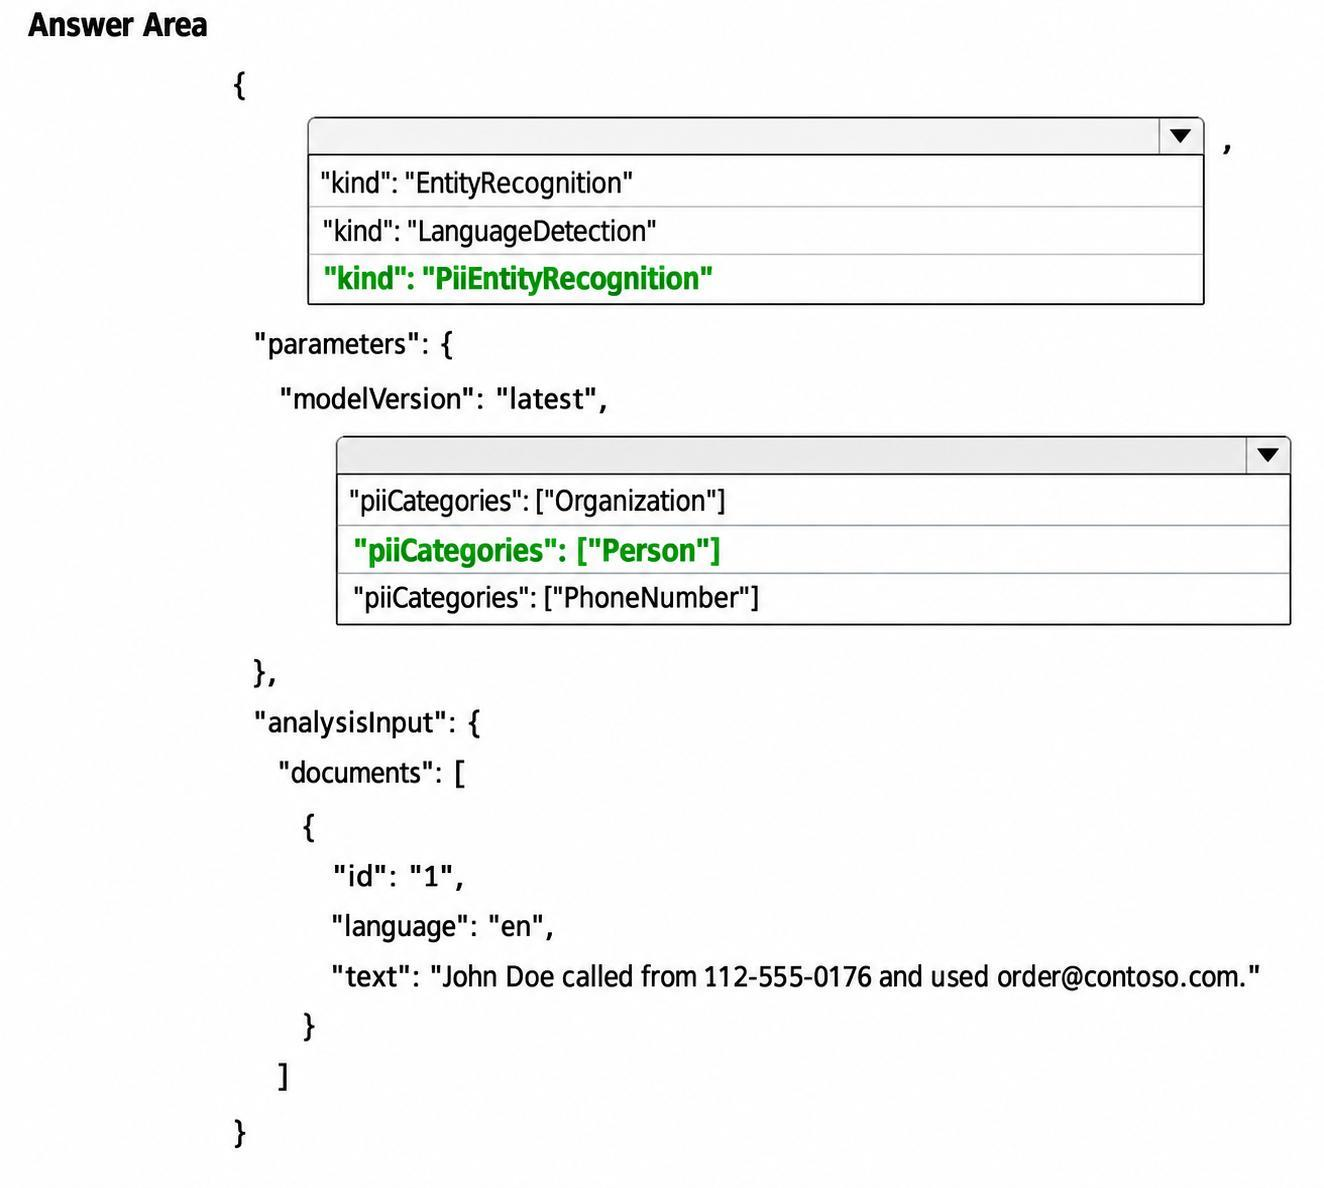 Answer Area
{
,
"kind": "EntityRecognition"
"kind": "LanguageDetection"
"kind": "PiiEntityRecognition"
"parameters": {
"modelVersion": "latest",
"piiCategories": ["Organization"]
"piiCategories": ["Person"]
"piiCategories": ["PhoneNumber"]
},
"analysisInput": {
"documents": [
{
"id": "1",
"language": "en",
"text": "John Doe called from 112-555-0176 and used order@contoso.com."
}
]
}